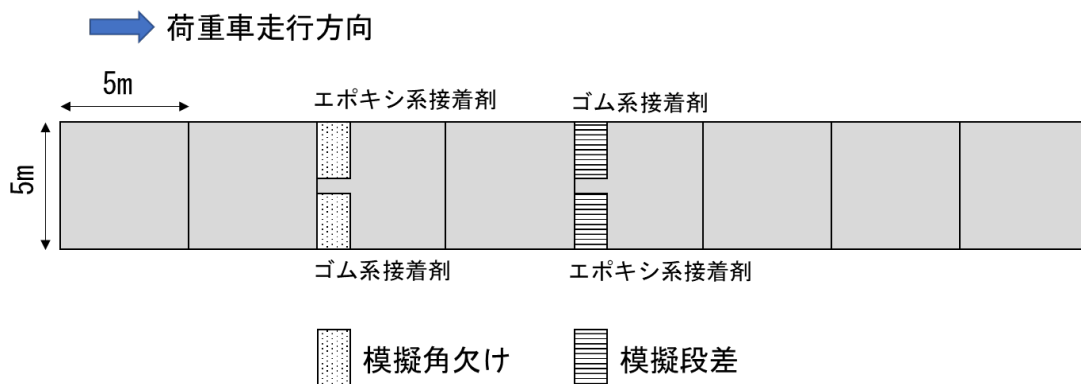 荷重車走行方向
5m
エポキシ系接着剤
ゴム系接着剤
5m
ゴム系接着剤
エポキシ系接着剤
模擬角欠け
模擬段差